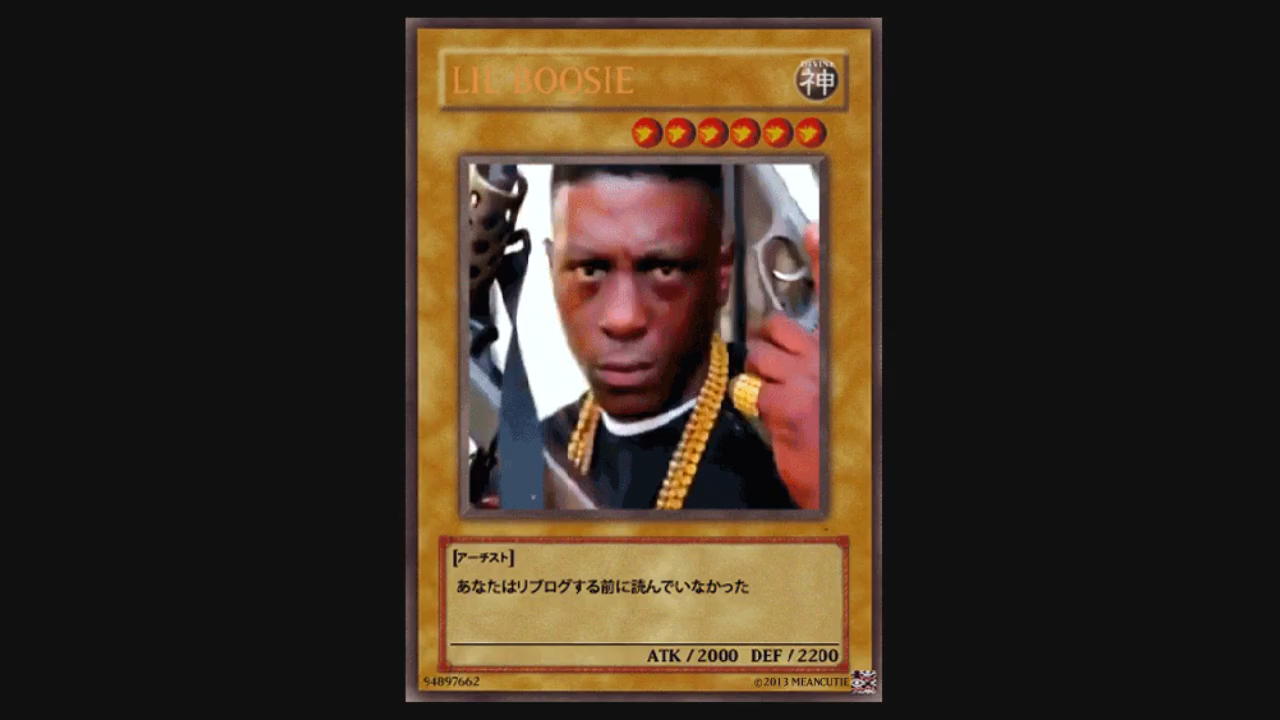 LIL BOOSIE
DIVINE
神
[アーチスト]
あなたはリブログする前に読んでいなかった
ATK / 2000 DEF / 2200
94897662
©2013 MEANCUTIE